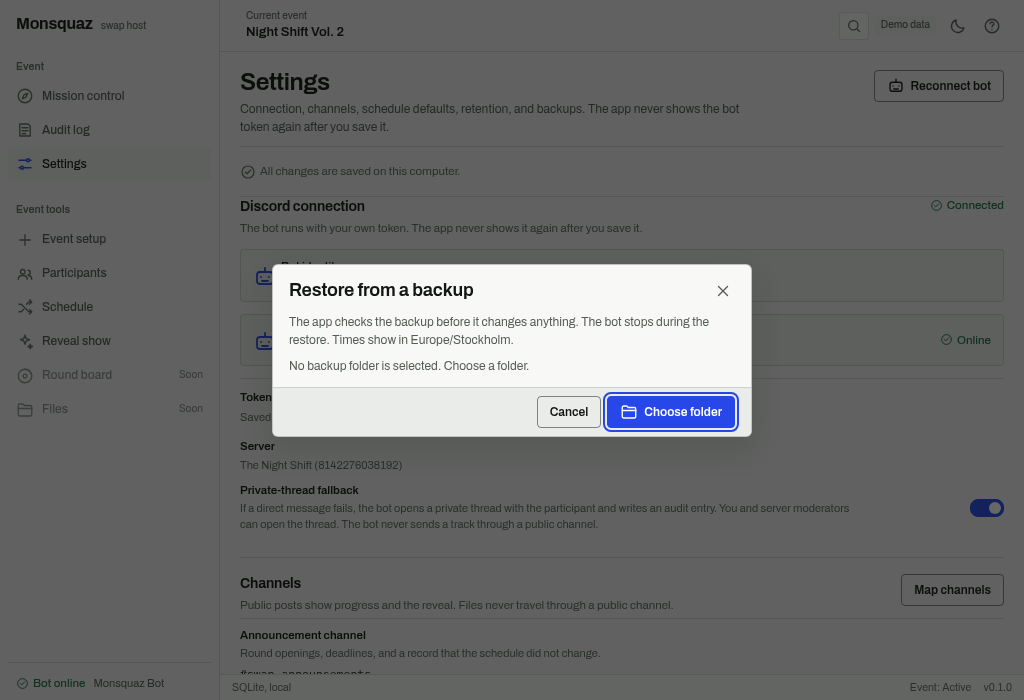 Monsquaz swap host
Event
Mission control
Audit log
Settings
Event tools
Event setup
Participants
Schedule
Reveal show
Round board Soon
Files Soon
Bot online Monsquaz Bot
Current event
Night Shift Vol. 2
Demo data
Settings
Reconnect bot
Connection, channels, schedule defaults, retention, and backups. The app never shows the bot
token again after you save it.
All changes are saved on this computer.
Discord connection
Connected
The bot runs with your own token. The app never shows it again after you save it.
Restore from a backup
The app checks the backup before it changes anything. The bot stops during the
restore. Times show in Europe/Stockholm.
No backup folder is selected. Choose a folder.
Cancel
Choose folder
Online
Token
Saved
Server
The Night Shift (8142276038192)
Private-thread fallback
If a direct message fails, the bot opens a private thread with the participant and writes an audit entry. You and server moderators
can open the thread. The bot never sends a track through a public channel.
Channels
Map channels
Public posts show progress and the reveal. Files never travel through a public channel.
Announcement channel
Round openings, deadlines, and a record that the schedule did not change.
SQLite, local
Event: Active v0.1.0